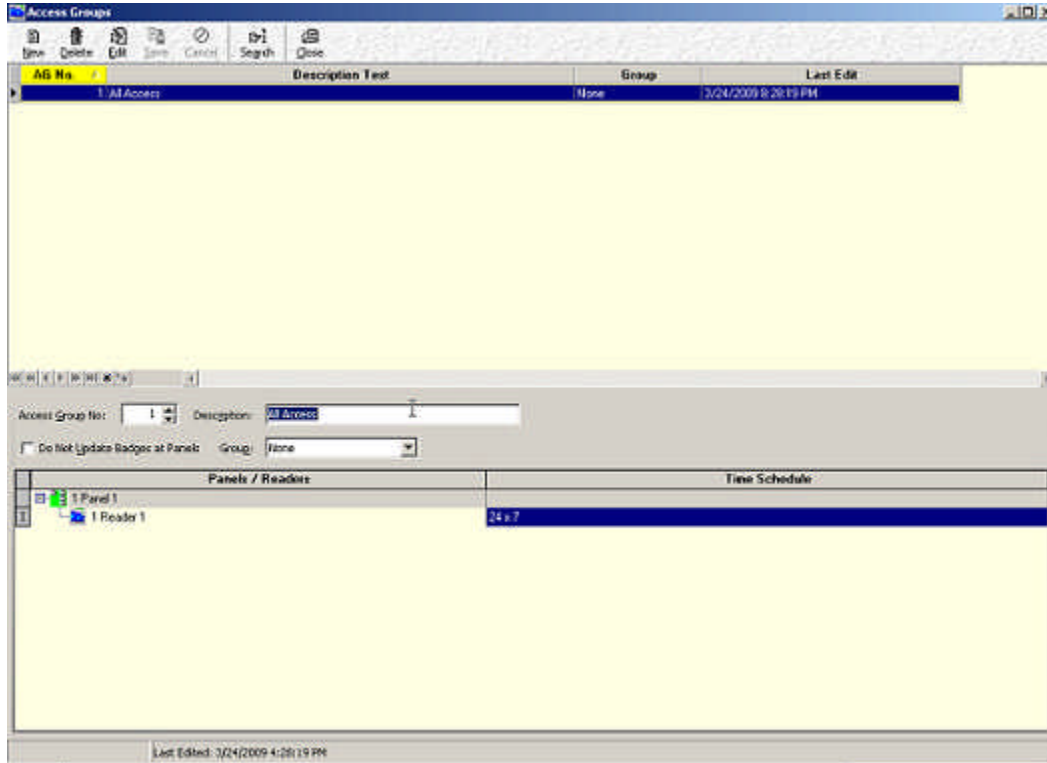 Access Groups
New Delete Edit Save Cancel Search Close
AG No. Description Text Group Last Edit
1 All Access None 3/24/2009 8:28:19 PM
Access Group No: 1 Description: All Access
Do Not Update Badges at Panels Group: None
Panels / Readers Time Schedule
1 Panel 1
1 Reader 1 24 x 7
Last Edited: 3/24/2009 4:28:19 PM